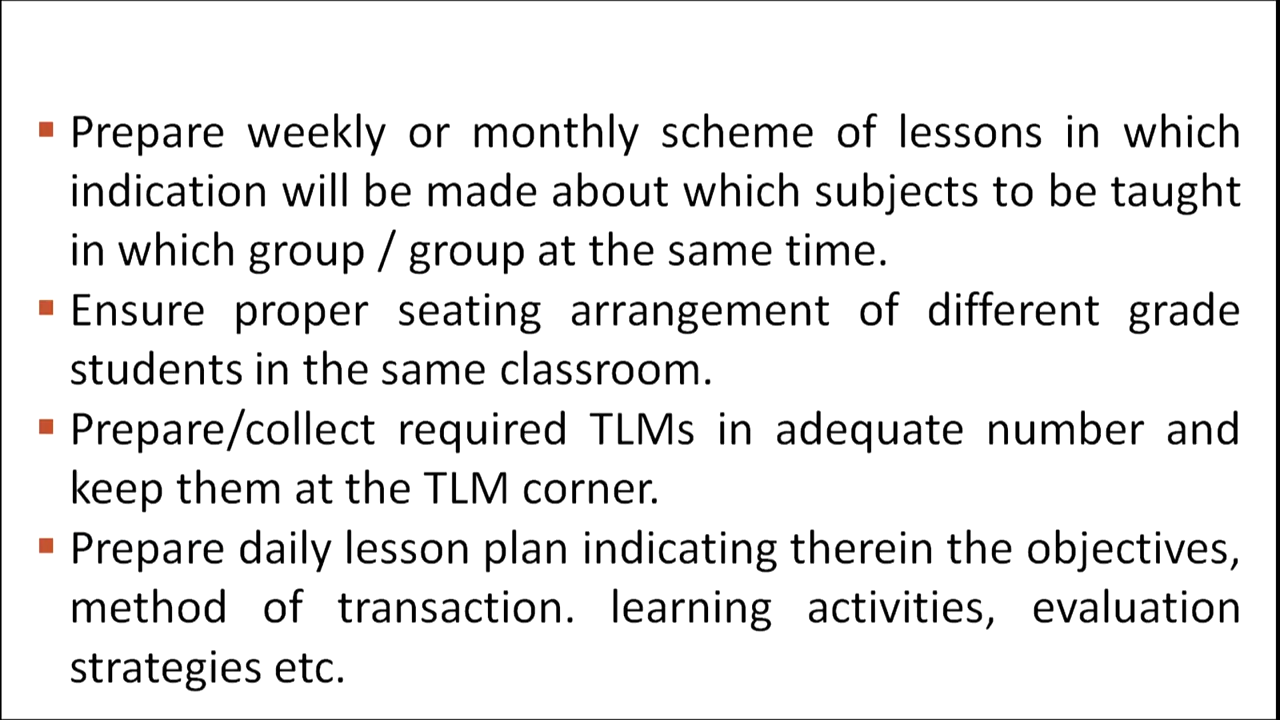 ▪ Prepare weekly or monthly scheme of lessons in which
indication will be made about which subjects to be taught
in which group / group at the same time.
▪ Ensure proper seating arrangement of different grade
students in the same classroom.
▪ Prepare/collect required TLMs in adequate number and
keep them at the TLM corner.
▪ Prepare daily lesson plan indicating therein the objectives,
method of transaction. learning activities, evaluation
strategies etc.